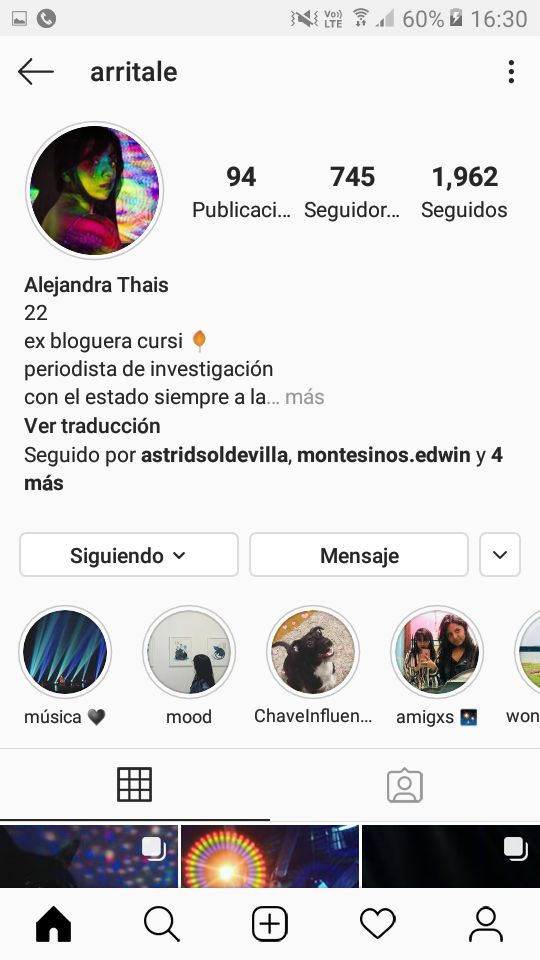 Vo))
LTE
60%
16:30
arritale
94
745
1,962
Publicaci...
Seguidor...
Seguidos
Alejandra Thais
22
ex bloguera cursi
periodista de investigación
con el estado siempre a la... más
Ver traducción
Seguido por astridsoldevilla, montesinos.edwin y 4
más
Siguiendo
Mensaje
música
mood
ChaveInfluen...
amigxs
won